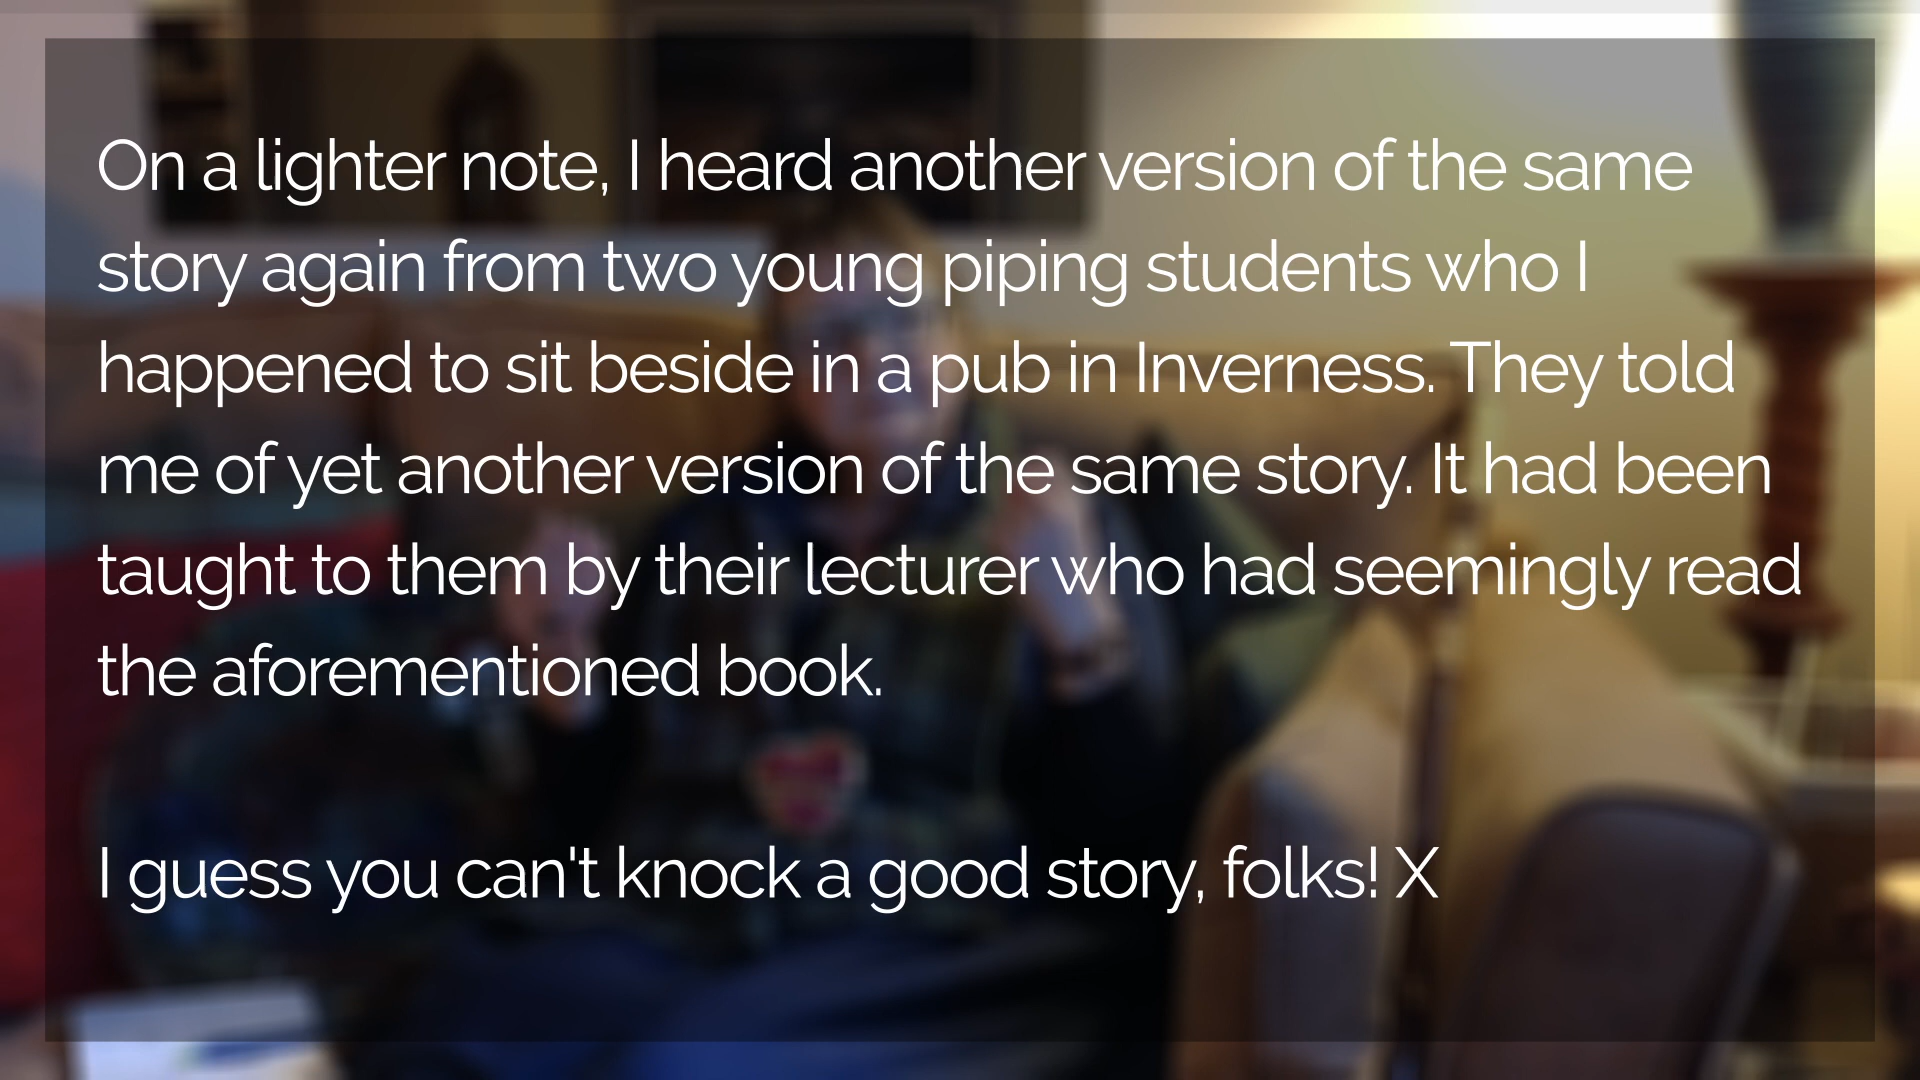 On a lighter note, I heard another version of the same
story again from two young piping students who I
happened to sit beside in a pub in Inverness. They told
me of yet another version of the same story. It had been
taught to them by their lecturer who had seemingly read
the aforementioned book.
I guess you can't knock a good story, folks! X